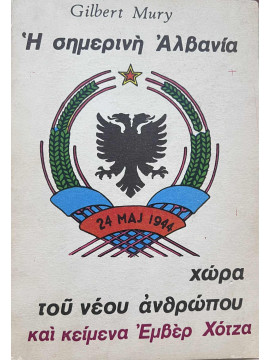 Gilbert Mury
Ἡ σημερινὴ Ἀλβανία
24 MAJ 1944
χώρα
τοῦ νέου ἀνθρώπου
καὶ κείμενα Ἐμβὲρ Χότζα